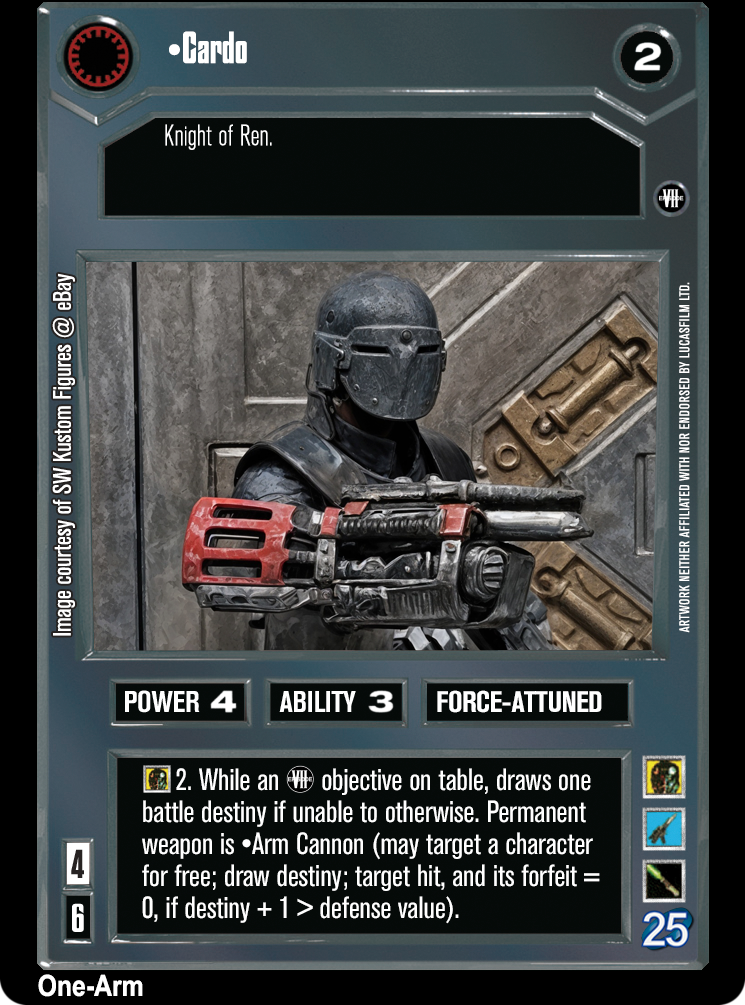 •Cardo
2
Knight of Ren.
EPISODE VII
Image courtesy of SW Kustom Figures @ eBay
ARTWORK NEITHER AFFILIATED WITH NOR ENDORSED BY LUCASFILM LTD.
POWER 4
ABILITY 3
FORCE-ATTUNED
2. While an EPISODE VII objective on table, draws one
battle destiny if unable to otherwise. Permanent
weapon is •Arm Cannon (may target a character
for free; draw destiny; target hit, and its forfeit =
0, if destiny + 1 > defense value).
4
6
25
One-Arm